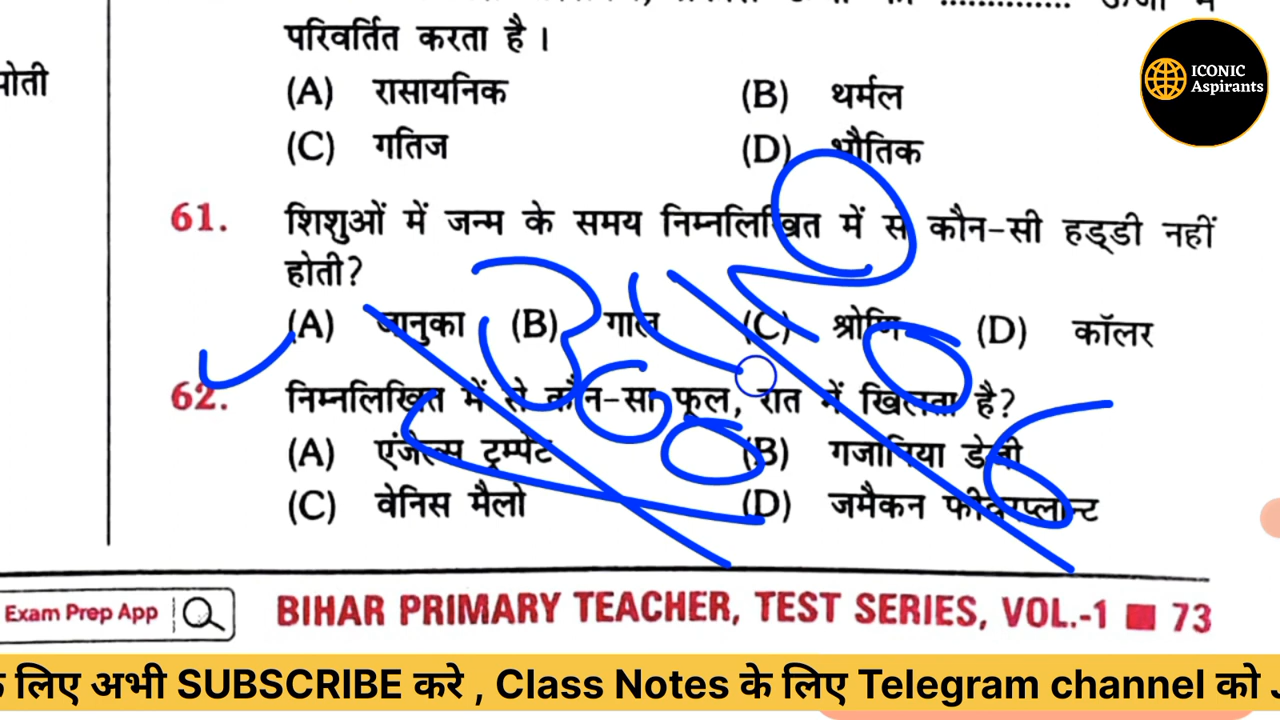 परिवर्तित करता है ।
(A) रासायनिक (B) थर्मल
(C) गतिज (D) भौतिक
61. शिशुओं में जन्म के समय निम्नलिखित में से कौन-सी हड्डी नहीं
होती?
(A) जानुका (B) गाल (C) श्रोणि (D) कॉलर
62. निम्नलिखित में से कौन-सा फूल, रात में खिलता है?
(A) एंजेल्स ट्रम्पेट (B) गजानिया डेजी
(C) वेनिस मैलो (D) जमैकन फीवरप्लान्ट
Exam Prep App
BIHAR PRIMARY TEACHER, TEST SERIES, VOL.-1 ■ 73
ICONIC
Aspirants
लिए अभी SUBSCRIBE करे , Class Notes के लिए Telegram channel को